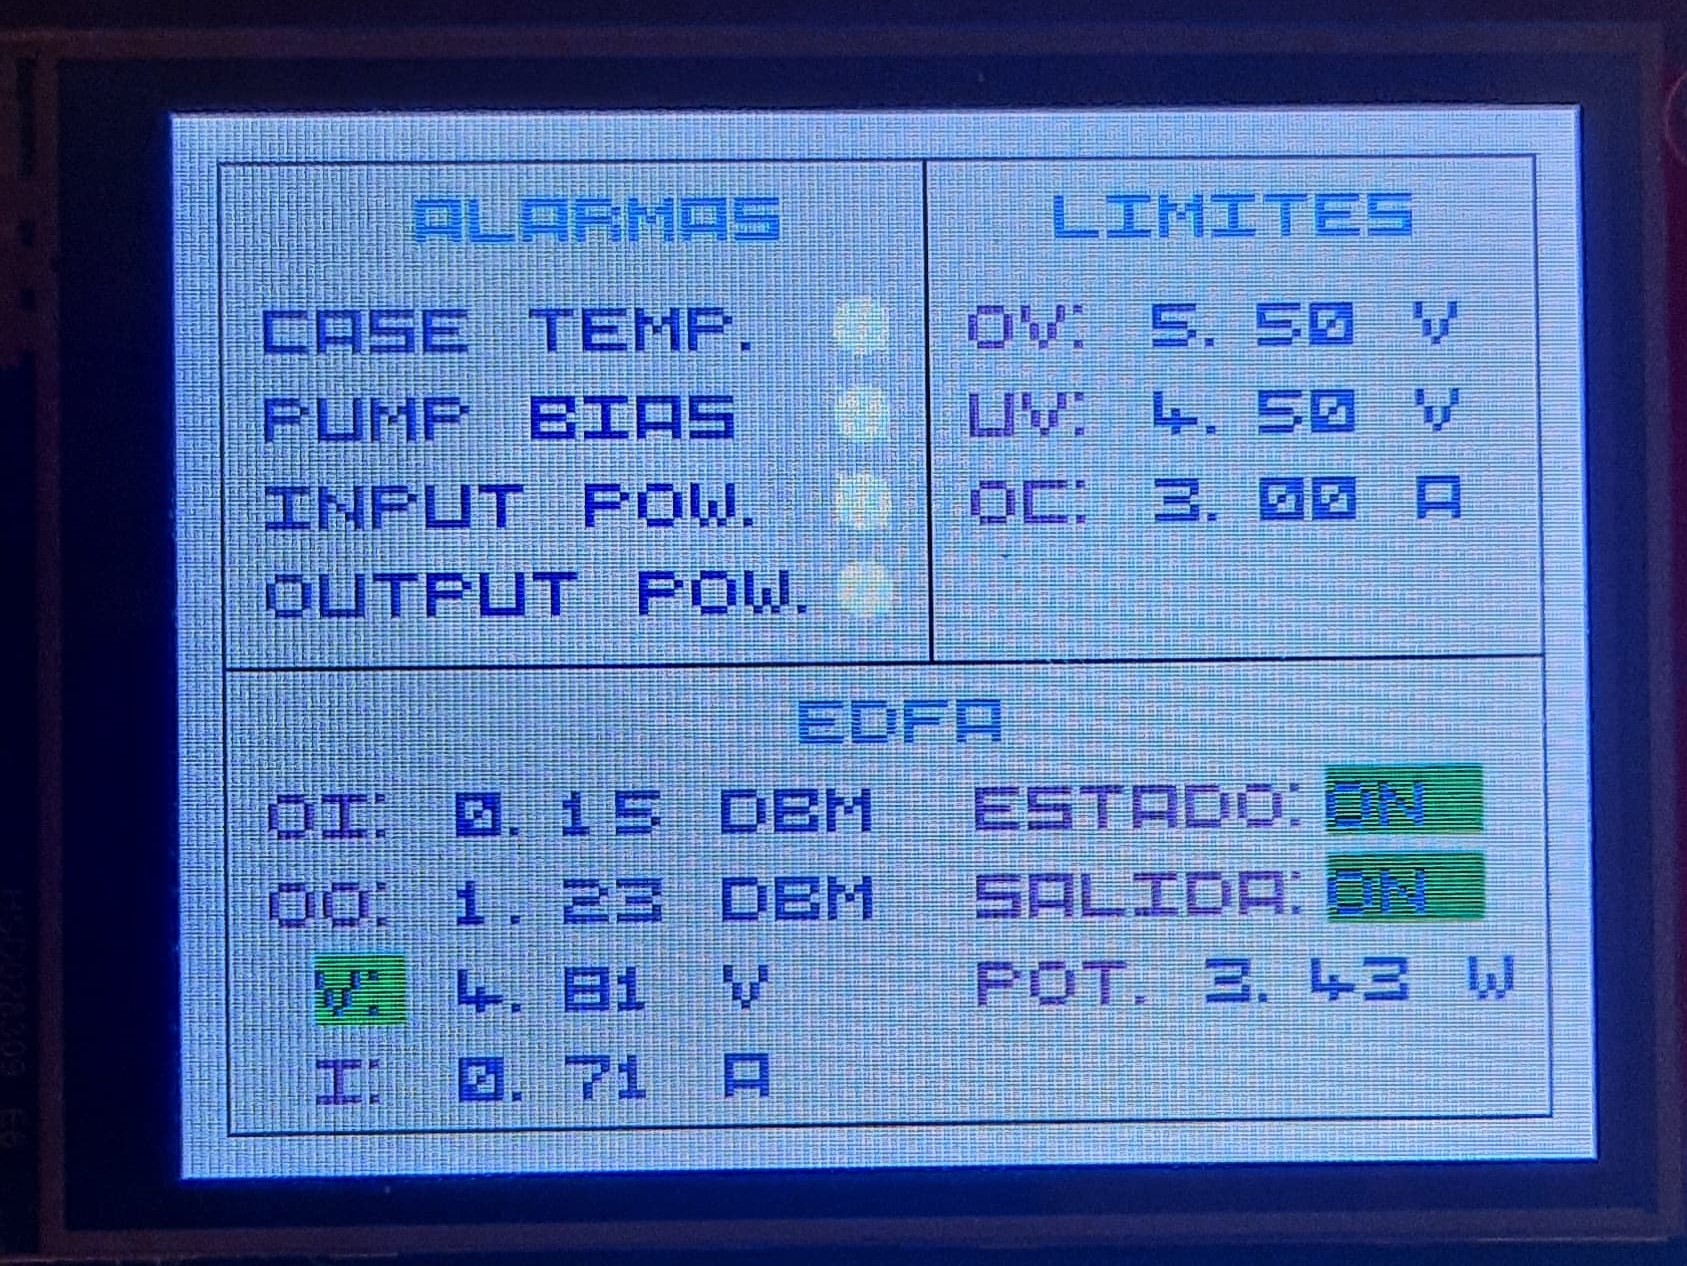 ALARMAS
CASE TEMP.
PUMP BIAS
INPUT POW.
OUTPUT POW.
LIMITES
OV: 5.50 V
UV: 4.50 V
OC: 3.00 A
EDFA
OI: 0.15 DBM
OO: 1.23 DBM
V: 4.81 V
I: 0.71 A
ESTADO: ON
SALIDA: ON
POT. 3.43 W